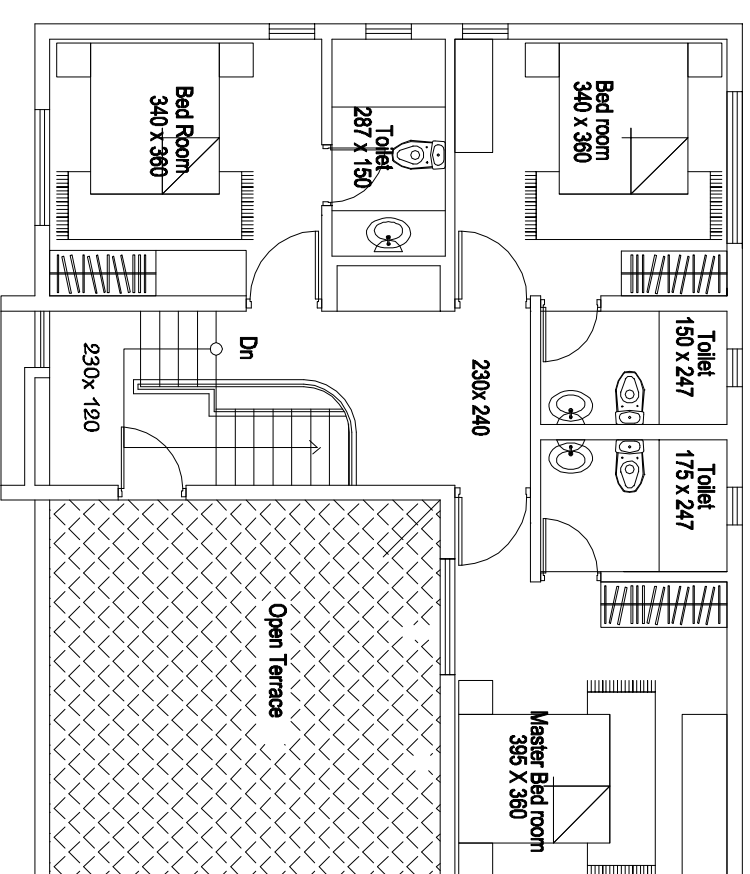 Bed Room
340 x 360
Toilet
287 x 150
Bed room
340 x 360
Toilet
150 x 247
Dn
230x 120
230x 240
Toilet
175 x 247
Open Terrace
Master Bed room
395 X 360